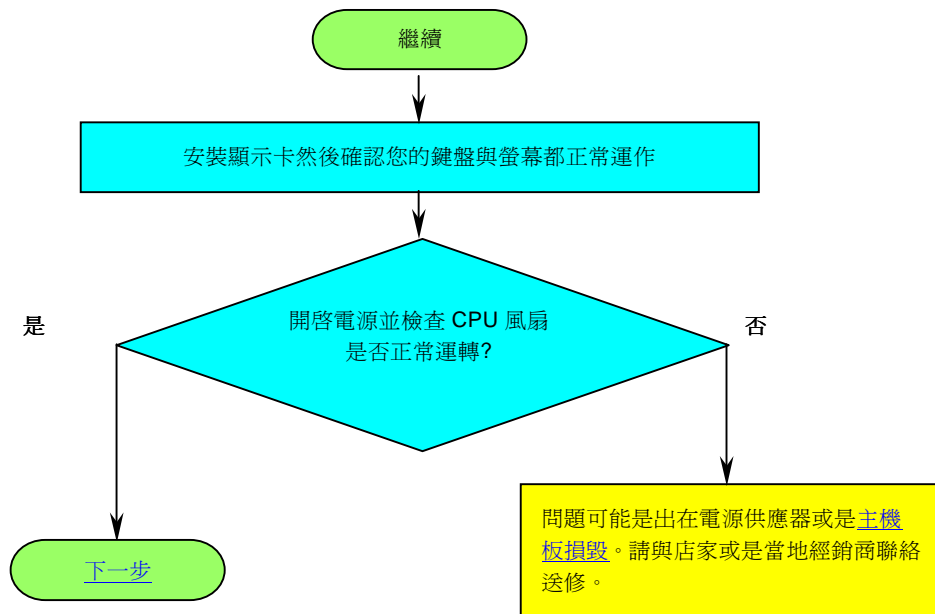 繼續
安裝顯示卡然後確認您的鍵盤與螢幕都正常運作
開啓電源並檢查 CPU 風扇
是否正常運轉?
是
否
問題可能是出在電源供應器或是主機
板損毀。請與店家或是當地經銷商聯絡
送修。
下一步